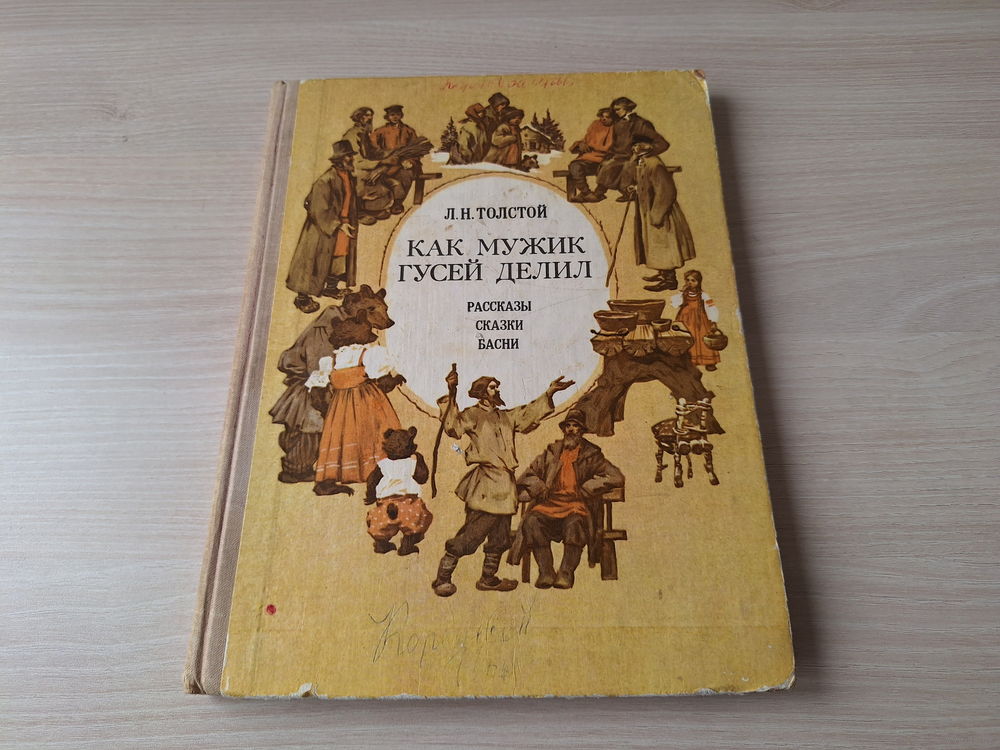 Л.Н.ТОЛСТОЙ
КАК МУЖИК
ГУСЕЙ ДЕЛИЛ
РАССКАЗЫ
СКАЗКИ
БАСНИ